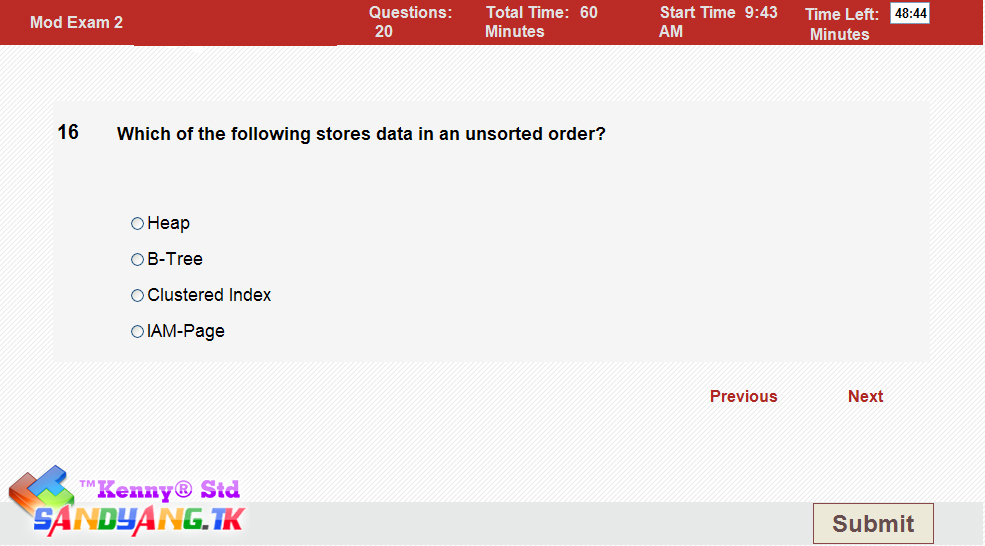 Mod Exam 2
Questions: 20
Total Time: 60 Minutes
Start Time 9:43 AM
Time Left: 48:44 Minutes
16 Which of the following stores data in an unsorted order?
Heap
B-Tree
Clustered Index
IAM-Page
Previous Next
™Kenny® Std
SANDYANG.TK
Submit